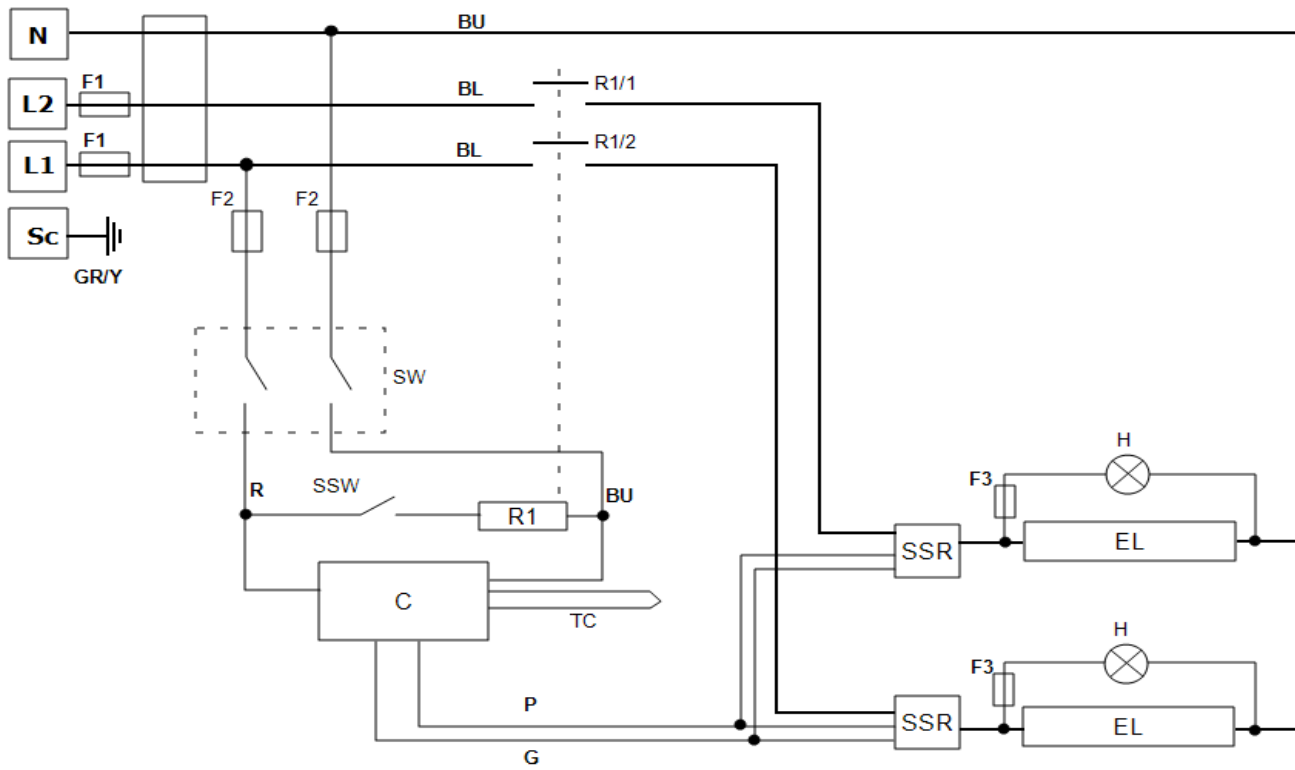 N
BU
F1
L2
BL
R1/1
F1
L1
BL
R1/2
F2
F2
Sc
GR/Y
SW
H
R
SSW
F3
BU
R1
SSR
EL
C
TC
H
F3
P
SSR
EL
G